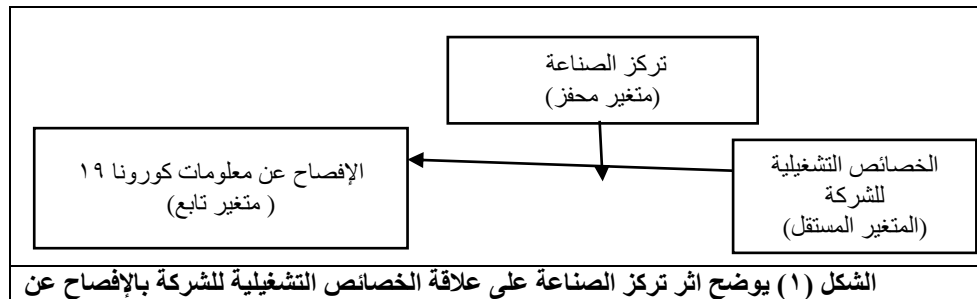 تركز الصناعة
(متغير محفز)
الخصائص التشغيلية
للشركة
(المتغير المستقل)
الإفصاح عن معلومات كورونا ١٩
( متغير تابع)
الشكل (١) يوضح اثر تركز الصناعة على علاقة الخصائص التشغيلية للشركة بالإفصاح عن